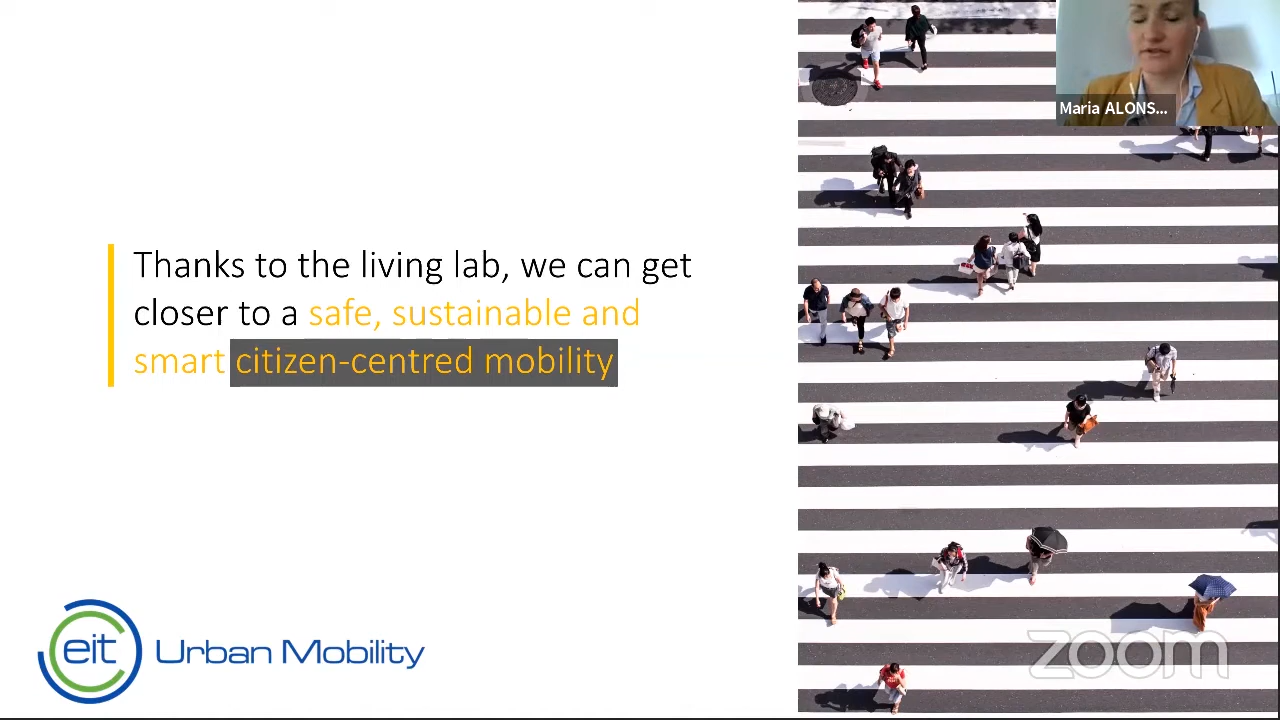 Maria ALONS...
Thanks to the living lab, we can get
closer to a safe, sustainable and
smart citizen-centred mobility
eit Urban Mobility
zoom